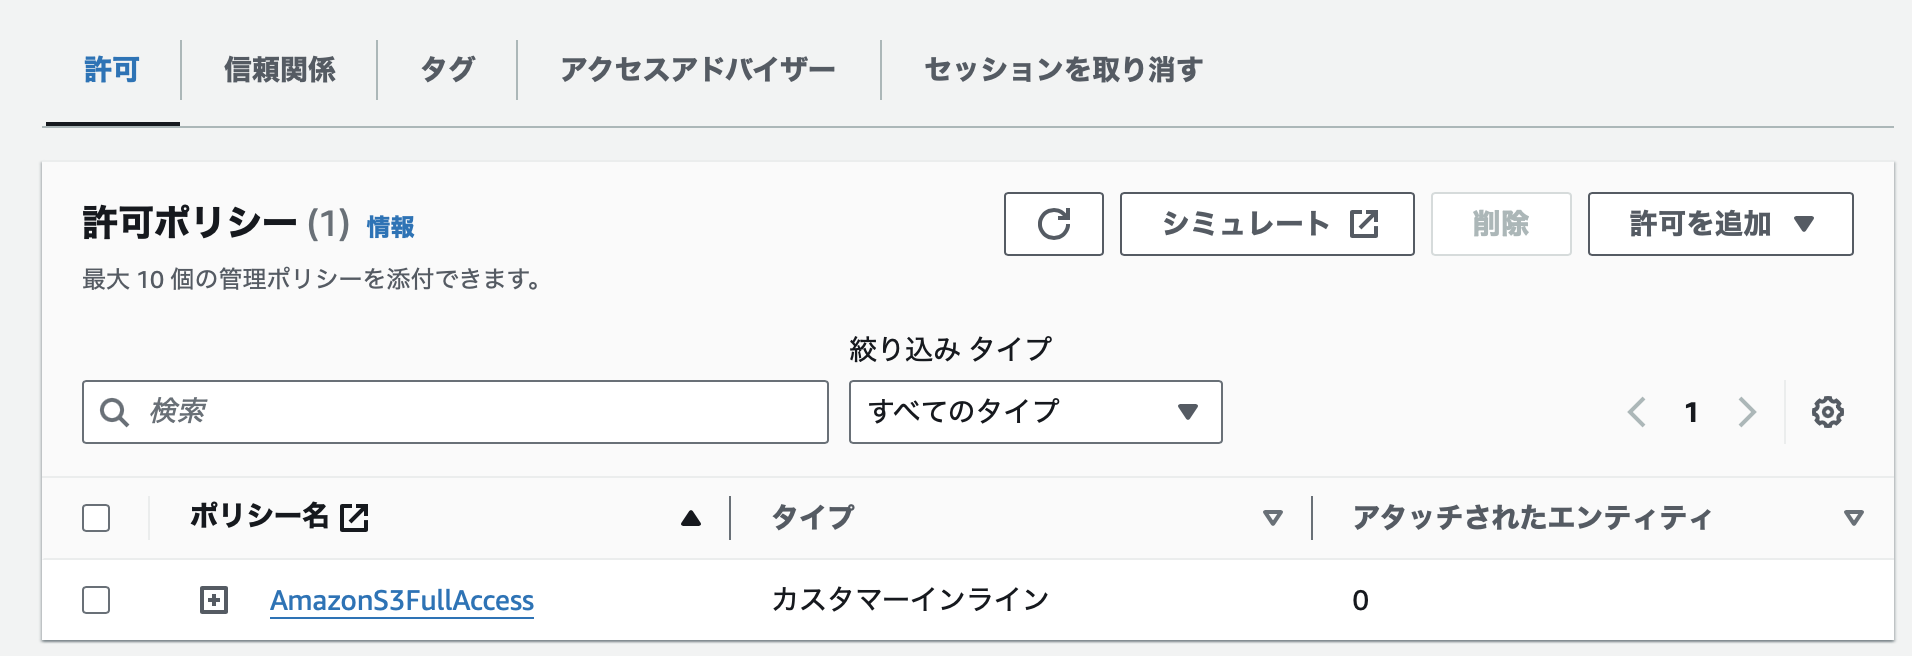 許可 信頼関係 タグ アクセスアドバイザー セッションを取り消す
許可ポリシー (1) 情報
シミュレート 削除 許可を追加
最大 10 個の管理ポリシーを添付できます。
絞り込み タイプ
検索 すべてのタイプ 1
ポリシー名 タイプ アタッチされたエンティティ
AmazonS3FullAccess カスタマーインライン 0